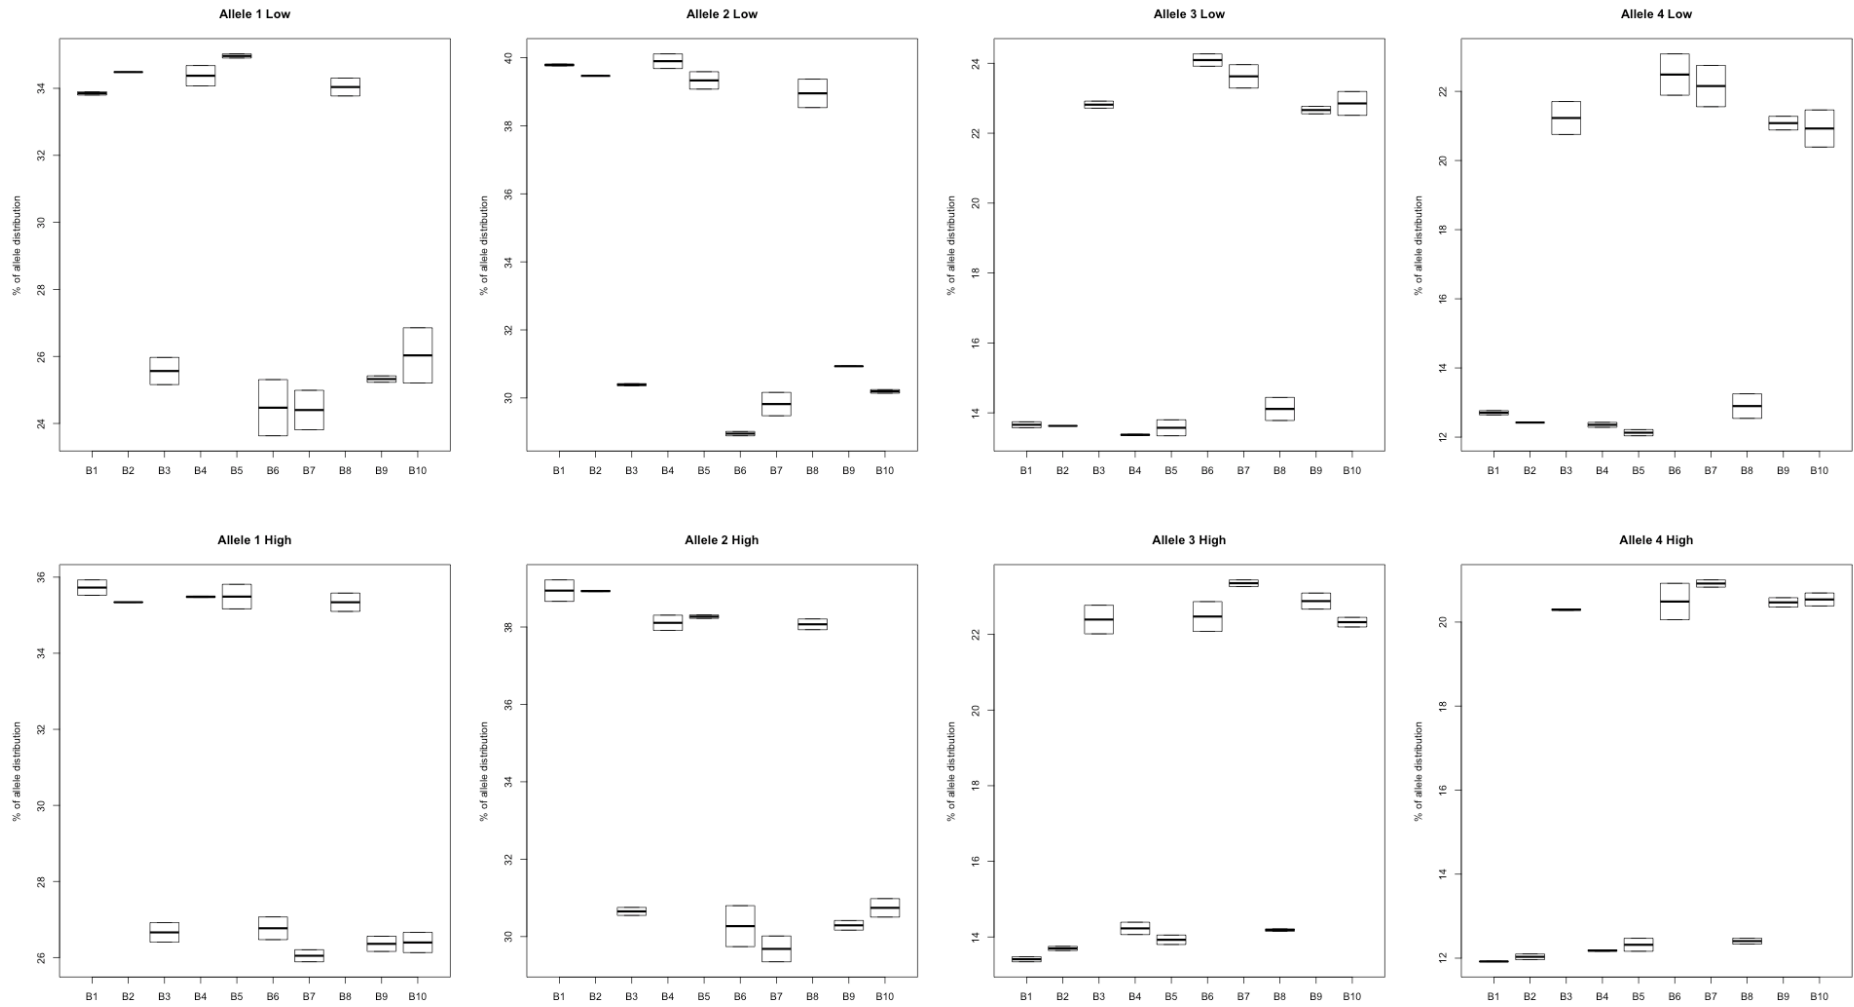 Allele 1 Low
% of allele distribution
34
32
30
28
26
24
B1 B2 B3 B4 B5 B6 B7 B8 B9 B10
Allele 2 Low
% of allele distribution
40
38
36
34
32
30
B1 B2 B3 B4 B5 B6 B7 B8 B9 B10
Allele 3 Low
% of allele distribution
24
22
20
18
16
14
B1 B2 B3 B4 B5 B6 B7 B8 B9 B10
Allele 4 Low
% of allele distribution
22
20
18
16
14
12
B1 B2 B3 B4 B5 B6 B7 B8 B9 B10
Allele 1 High
% of allele distribution
36
34
32
30
28
26
B1 B2 B3 B4 B5 B6 B7 B8 B9 B10
Allele 2 High
% of allele distribution
38
36
34
32
30
B1 B2 B3 B4 B5 B6 B7 B8 B9 B10
Allele 3 High
% of allele distribution
22
20
18
16
14
B1 B2 B3 B4 B5 B6 B7 B8 B9 B10
Allele 4 High
% of allele distribution
20
18
16
14
12
B1 B2 B3 B4 B5 B6 B7 B8 B9 B10